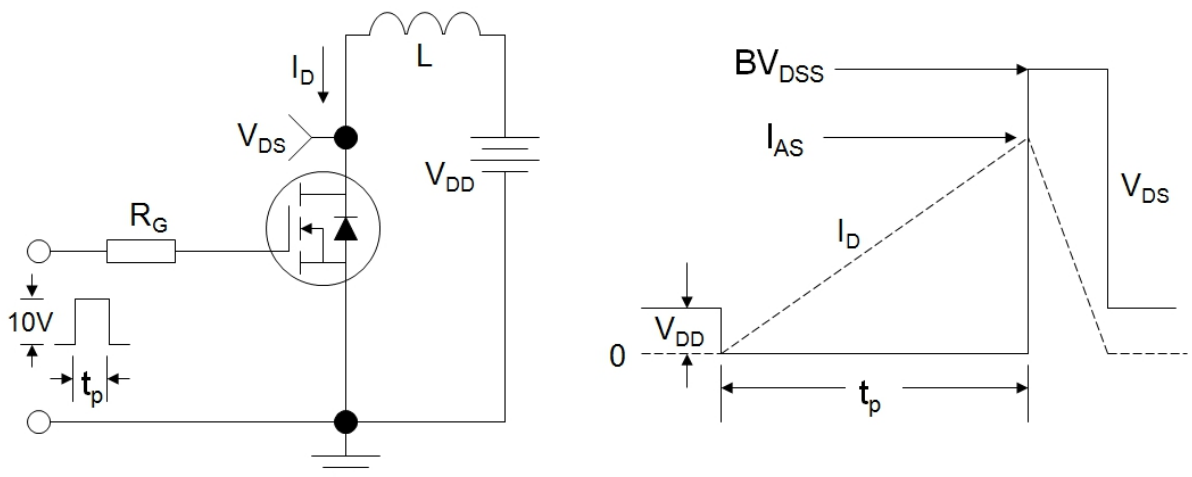 L
I_D
V_DS
V_DD
R_G
10V
t_p
BV_DSS
I_AS
V_DS
I_D
V_DD
0
t_p